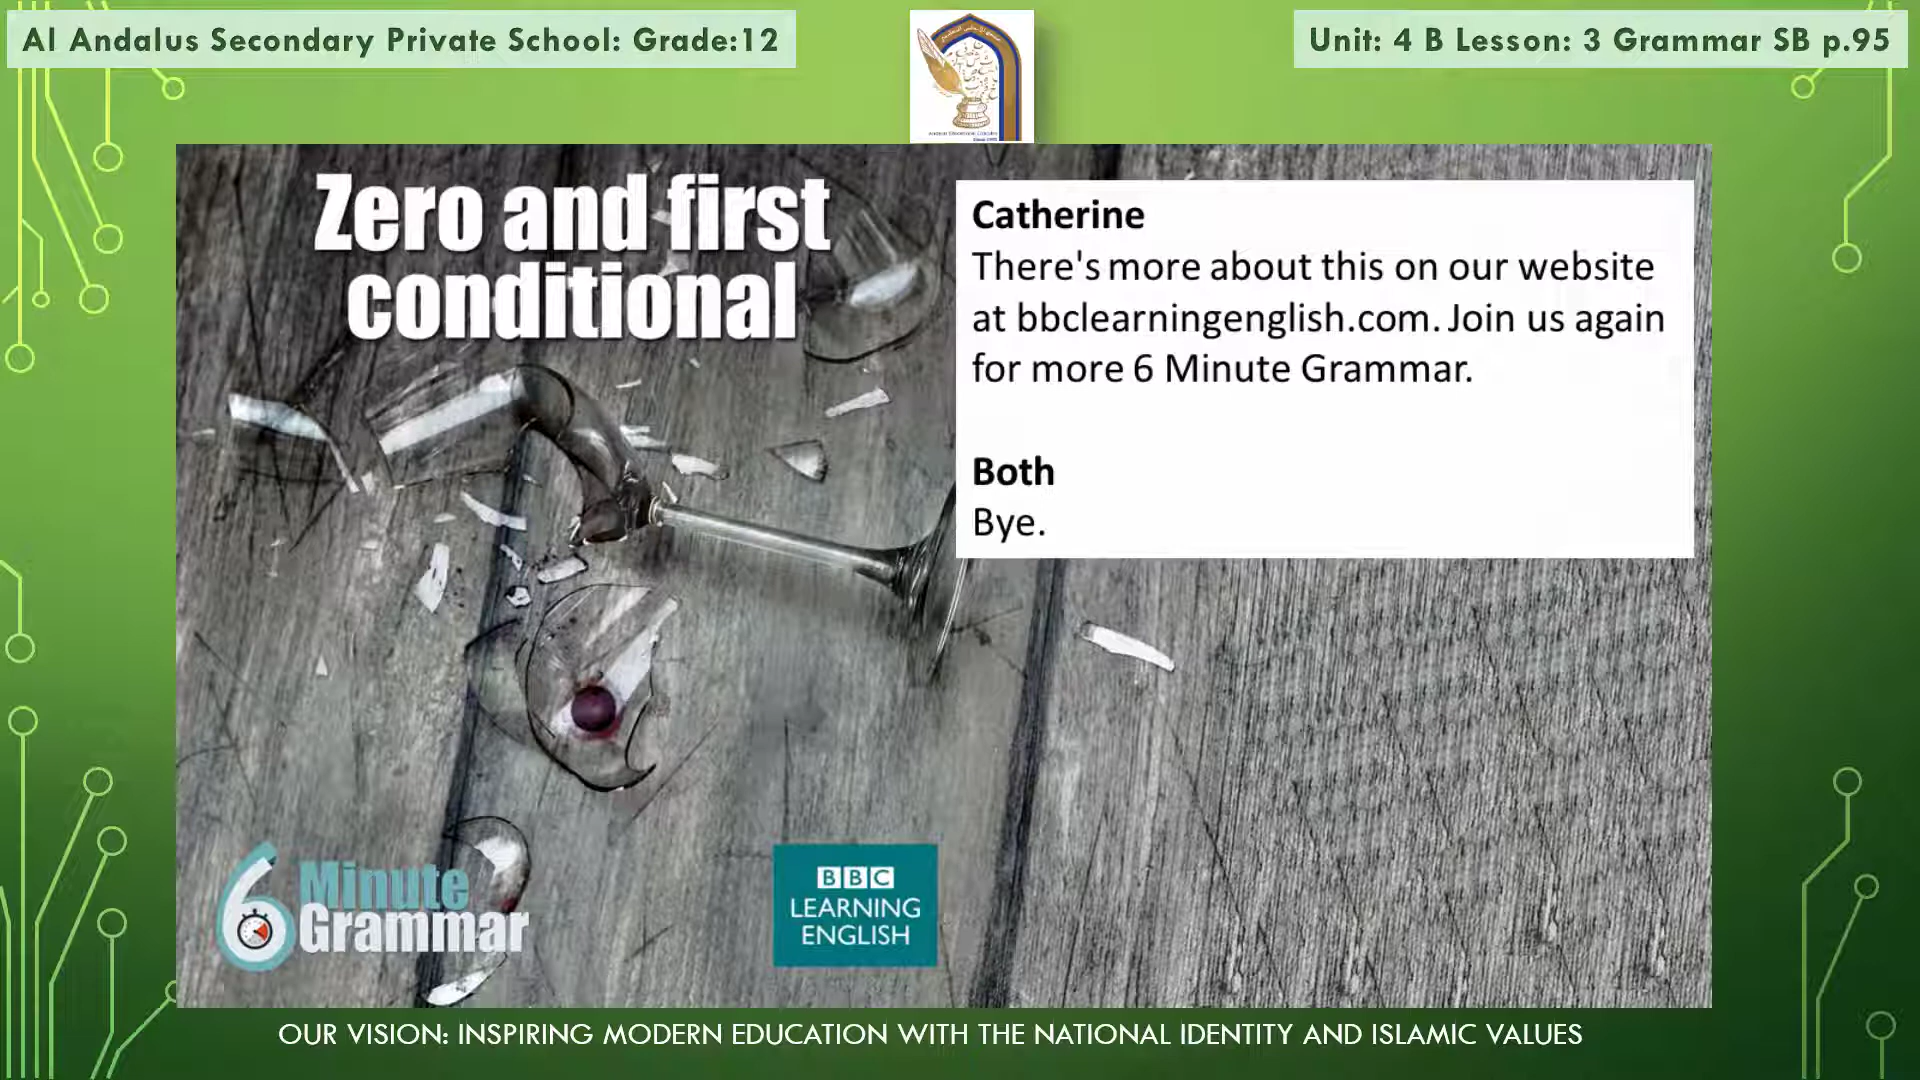 Al Andalus Secondary Private School: Grade:12
Unit: 4 B Lesson: 3 Grammar SB p.95
Zero and first
conditional
Catherine
There's more about this on our website
at bbclearningenglish.com. Join us again
for more 6 Minute Grammar.
Both
Bye.
6 Minute
Grammar
BBC
LEARNING
ENGLISH
OUR VISION: INSPIRING MODERN EDUCATION WITH THE NATIONAL IDENTITY AND ISLAMIC VALUES